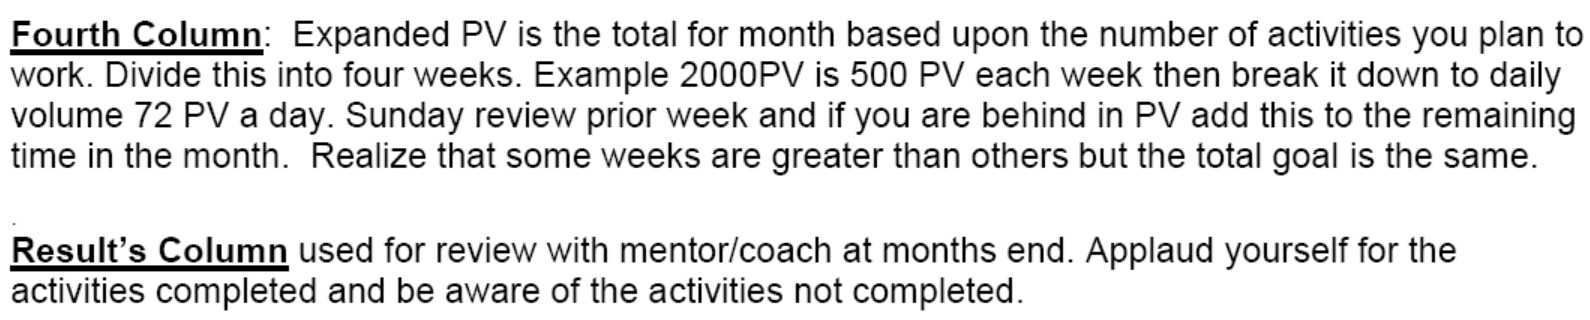 Fourth Column:  Expanded PV is the total for month based upon the number of activities you plan to
work. Divide this into four weeks. Example 2000PV is 500 PV each week then break it down to daily
volume 72 PV a day. Sunday review prior week and if you are behind in PV add this to the remaining
time in the month.  Realize that some weeks are greater than others but the total goal is the same.
.
Result’s Column used for review with mentor/coach at months end. Applaud yourself for the
activities completed and be aware of the activities not completed.